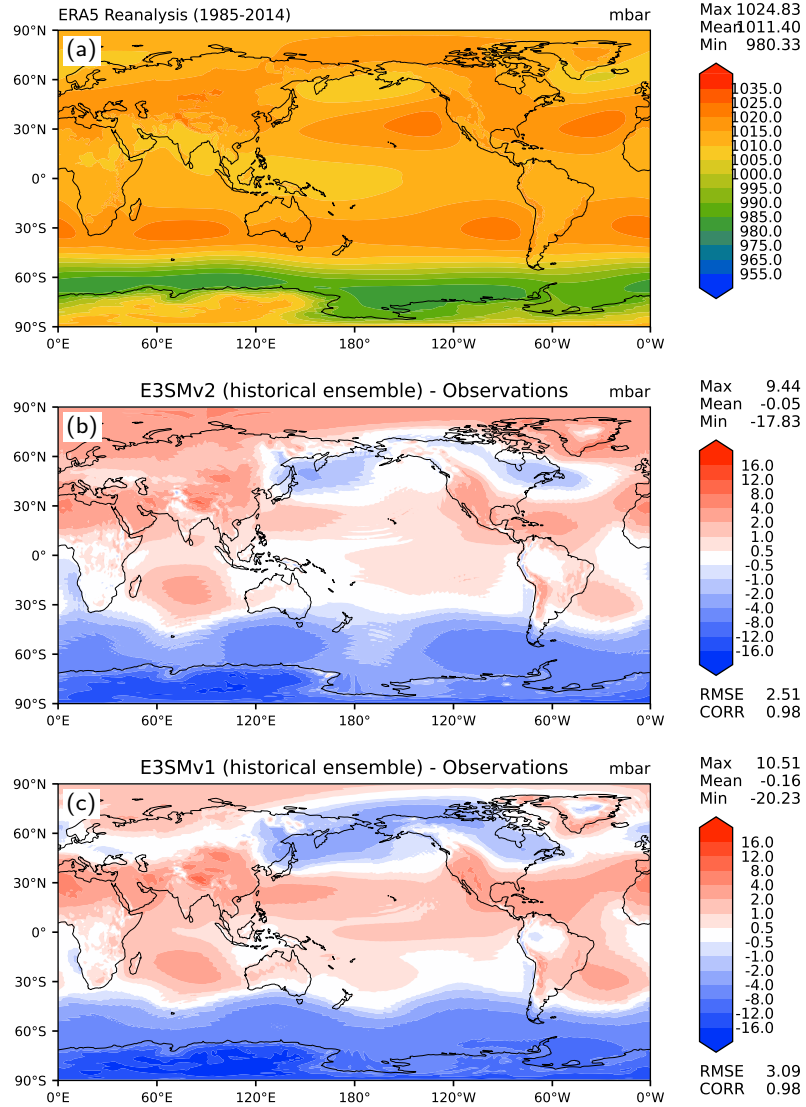 ERA5 Reanalysis (1985-2014) mbar
Max 1024.83
Mean 1011.40
Min 980.33
(a)
90°N
60°N
30°N
0°
30°S
60°S
90°S
0°E 60°E 120°E 180° 120°W 60°W 0°W
1035.0
1025.0
1020.0
1015.0
1010.0
1005.0
1000.0
995.0
990.0
985.0
980.0
975.0
965.0
955.0
E3SMv2 (historical ensemble) - Observations mbar
Max 9.44
Mean -0.05
Min -17.83
(b)
90°N
60°N
30°N
0°
30°S
60°S
90°S
0°E 60°E 120°E 180° 120°W 60°W 0°W
16.0
12.0
8.0
4.0
2.0
1.0
0.5
-0.5
-1.0
-2.0
-4.0
-8.0
-12.0
-16.0
RMSE 2.51
CORR 0.98
E3SMv1 (historical ensemble) - Observations mbar
Max 10.51
Mean -0.16
Min -20.23
(c)
90°N
60°N
30°N
0°
30°S
60°S
90°S
0°E 60°E 120°E 180° 120°W 60°W 0°W
16.0
12.0
8.0
4.0
2.0
1.0
0.5
-0.5
-1.0
-2.0
-4.0
-8.0
-12.0
-16.0
RMSE 3.09
CORR 0.98